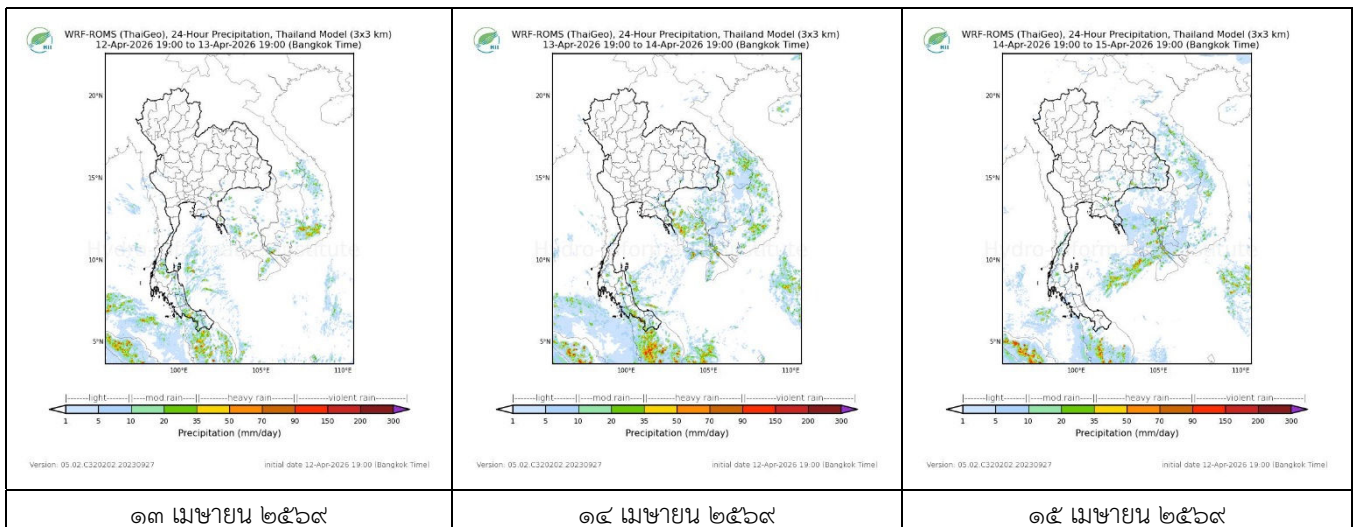 WRF-ROMS (ThaiGeo), 24-Hour Precipitation, Thailand Model (3x3 km)
12-Apr-2026 19:00 to 13-Apr-2026 19:00 (Bangkok Time)
HII
20°N
15°N
10°N
5°N
100°E 105°E 110°E
Hydro-Informatics Institute
|-------light-------||----mod rain----||--------heavy rain--------||-------violent rain-------
1 5 10 20 35 50 70 90 150 200 300
Precipitation (mm/day)
Version: 05.02.C320202.20230927 initial date 12-Apr-2026 19:00 (Bangkok Time)
๑๓ เมษายน ๒๕๖๙
WRF-ROMS (ThaiGeo), 24-Hour Precipitation, Thailand Model (3x3 km)
13-Apr-2026 19:00 to 14-Apr-2026 19:00 (Bangkok Time)
HII
20°N
15°N
10°N
5°N
100°E 105°E 110°E
Hydro-Informatics Institute
|-------light-------||----mod rain----||--------heavy rain--------||-------violent rain-------
1 5 10 20 35 50 70 90 150 200 300
Precipitation (mm/day)
Version: 05.02.C320202.20230927 initial date 12-Apr-2026 19:00 (Bangkok Time)
๑๔ เมษายน ๒๕๖๙
WRF-ROMS (ThaiGeo), 24-Hour Precipitation, Thailand Model (3x3 km)
14-Apr-2026 19:00 to 15-Apr-2026 19:00 (Bangkok Time)
HII
20°N
15°N
10°N
5°N
100°E 105°E 110°E
Hydro-Informatics Institute
|-------light-------||----mod rain----||--------heavy rain--------||-------violent rain-------
1 5 10 20 35 50 70 90 150 200 300
Precipitation (mm/day)
Version: 05.02.C320202.20230927 initial date 12-Apr-2026 19:00 (Bangkok Time)
๑๕ เมษายน ๒๕๖๙